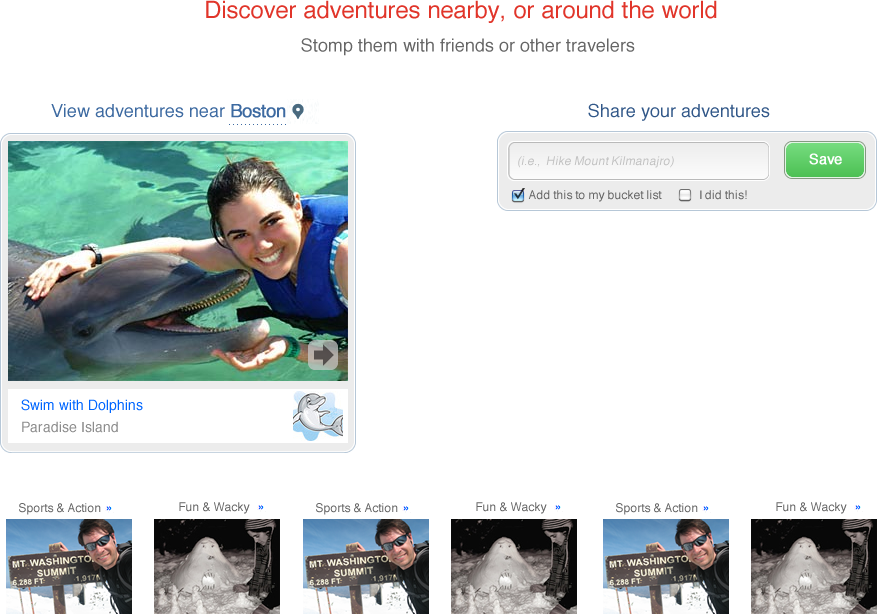 Discover adventures nearby, or around the world
Stomp them with friends or other travelers
View adventures near Boston
Share your adventures
(i.e., Hike Mount Kilmanajro)
Save
Add this to my bucket list
I did this!
Swim with Dolphins
Paradise Island
Sports & Action »
Fun & Wacky »
Sports & Action »
Fun & Wacky »
Sports & Action »
Fun & Wacky »
MT. WASHINGTON
SUMMIT
6,288 FT. 1,917M
MT. WASHINGTON
SUMMIT
6,288 FT. 1,917M
MT. WASHINGTON
SUMMIT
6,288 FT. 1,917M